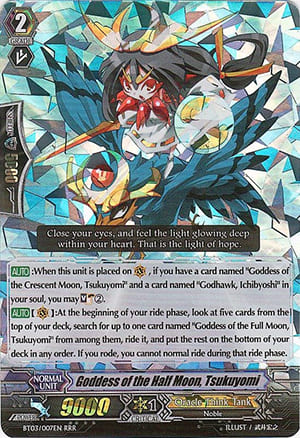 2
GRADE
5000
Close your eyes, and feel the light glowing deep
within your heart. That is the light of hope.
AUTO :When this unit is placed on , if you have a card named "Goddess of
the Crescent Moon, Tsukuyomi" and a card named "Godhawk, Ichibyoshi" in
your soul, you may 2.
AUTO 1:At the beginning of your ride phase, look at five cards from the
top of your deck, search for up to one card named "Goddess of the Full Moon,
Tsukuyomi" from among them, ride it, and put the rest on the bottom of your
deck in any order. If you rode, you cannot normal ride during that ride phase.
NORMAL
UNIT
Goddess of the Half Moon, Tsukuyomi
POWER
9000
1
CRITICAL
Oracle Think Tank
Noble
BT03/007EN RRR
ILLUST /